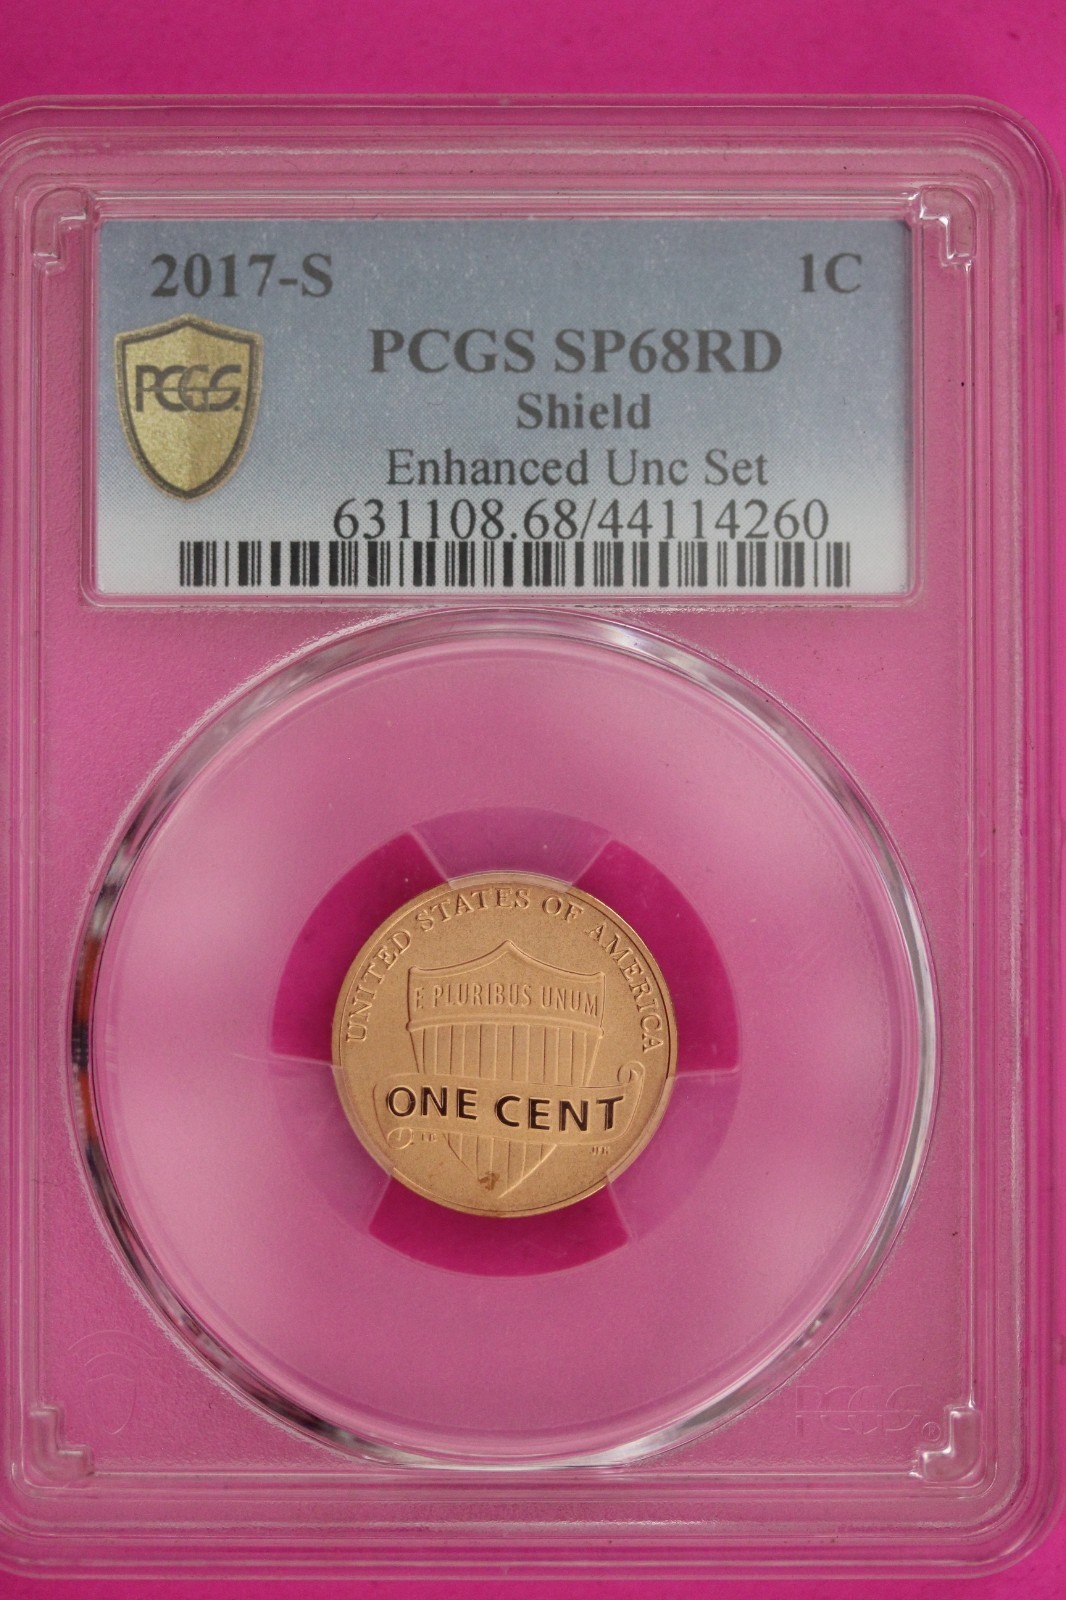 2017-S 1C
PCGS SP68RD
PCGS
Shield
Enhanced Unc Set
631108.68/44114260
UNITED STATES OF AMERICA
E PLURIBUS UNUM
ONE CENT
PCGS